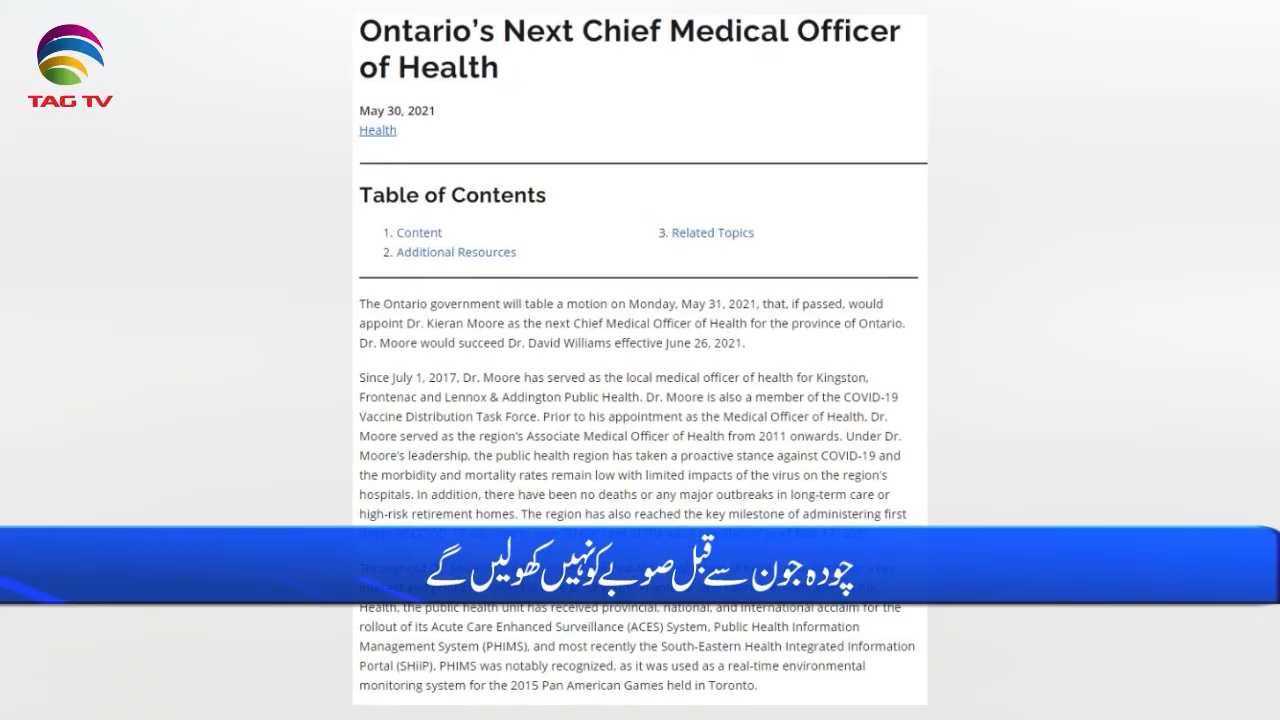 TAG TV
Ontario's Next Chief Medical Officer
of Health
May 30, 2021
Health
Table of Contents
1. Content
2. Additional Resources
3. Related Topics
The Ontario government will table a motion on Monday, May 31, 2021, that, if passed, would
appoint Dr. Kieran Moore as the next Chief Medical Officer of Health for the province of Ontario.
Dr. Moore would succeed Dr. David Williams effective June 26, 2021.
Since July 1, 2017, Dr. Moore has served as the local medical officer of health for Kingston,
Frontenac and Lennox & Addington Public Health. Dr. Moore is also a member of the COVID-19
Vaccine Distribution Task Force. Prior to his appointment as the Medical Officer of Health, Dr.
Moore served as the region's Associate Medical Officer of Health from 2011 onwards. Under Dr.
Moore's leadership, the public health region has taken a proactive stance against COVID-19 and
the morbidity and mortality rates remain low with limited impacts of the virus on the region's
hospitals. In addition, there have been no deaths or any major outbreaks in long-term care or
high-risk retirement homes. The region has also reached the key milestone of administering first
چودہ جون سے قبل صوبے کو نہیں کھولیں گے
Health, the public health unit has received provincial, national, and international acclaim for the
rollout of its Acute Care Enhanced Surveillance (ACES) System, Public Health Information
Management System (PHIMS), and most recently the South-Eastern Health Integrated Information
Portal (SHiiP). PHIMS was notably recognized, as it was used as a real-time environmental
monitoring system for the 2015 Pan American Games held in Toronto.